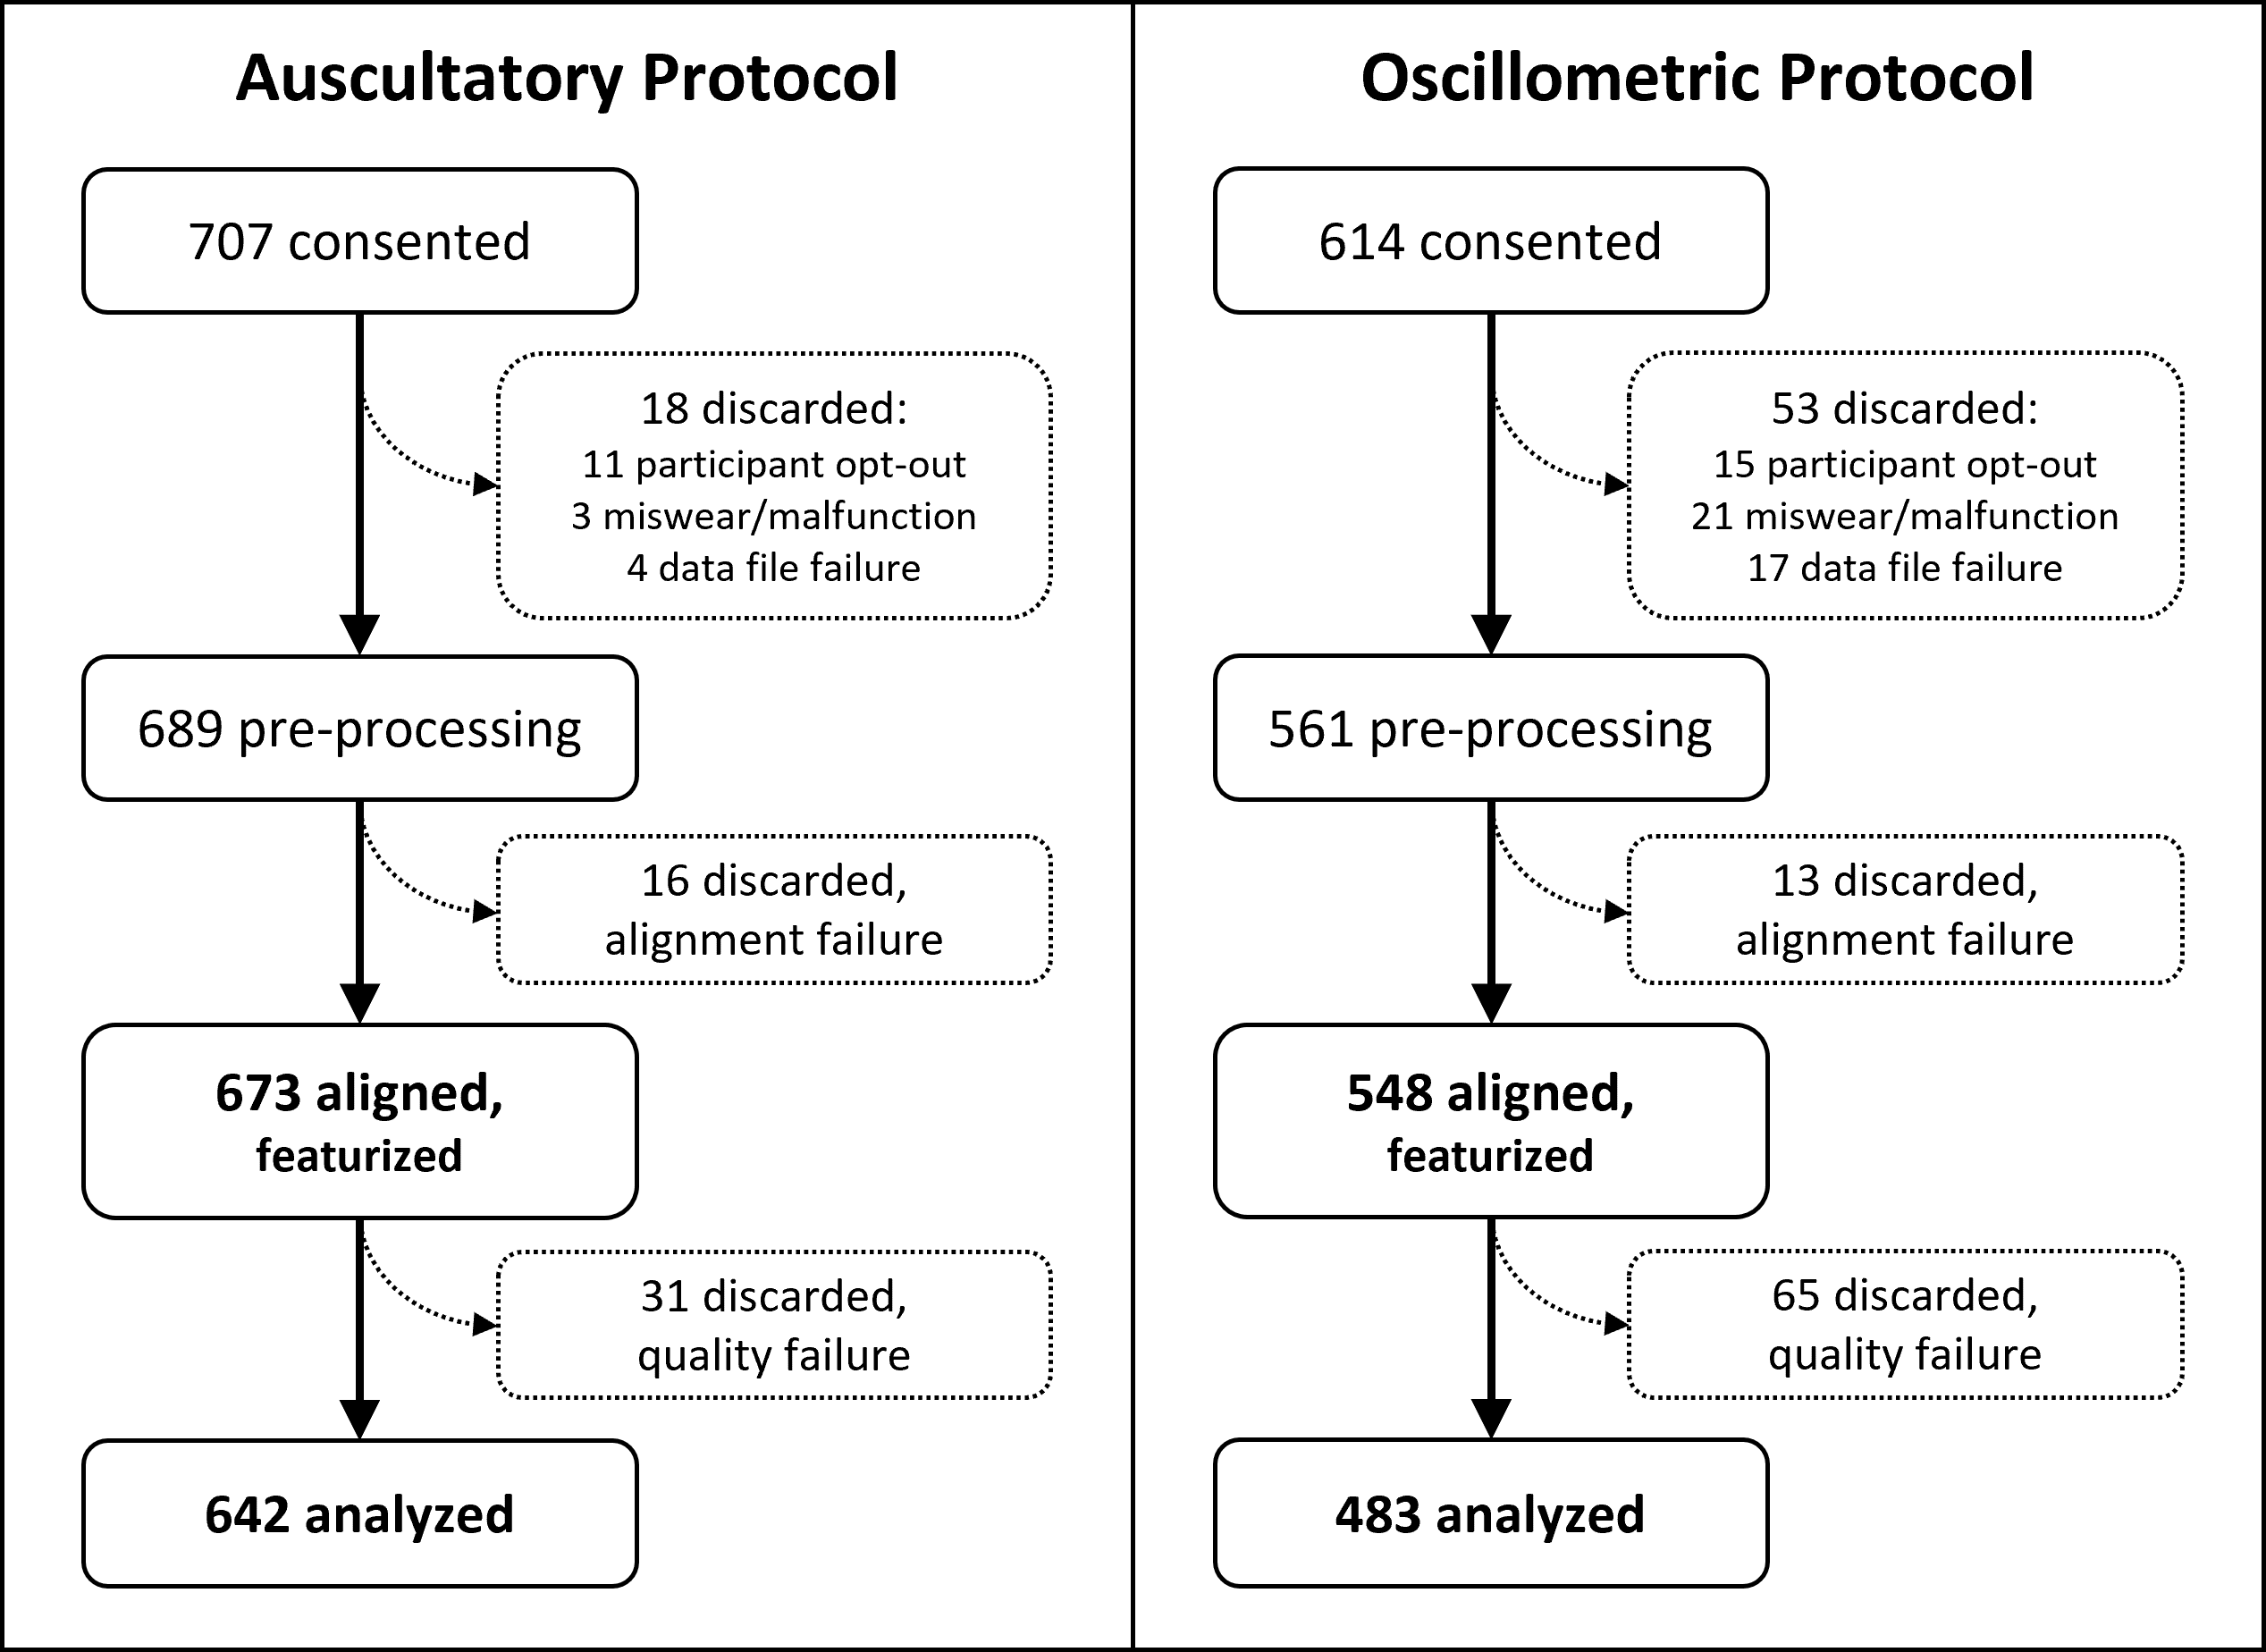 Auscultatory Protocol
707 consented
18 discarded:
11 participant opt-out
3 miswear/malfunction
4 data file failure
689 pre-processing
16 discarded,
alignment failure
673 aligned,
featurized
31 discarded,
quality failure
642 analyzed
Oscillometric Protocol
614 consented
53 discarded:
15 participant opt-out
21 miswear/malfunction
17 data file failure
561 pre-processing
13 discarded,
alignment failure
548 aligned,
featurized
65 discarded,
quality failure
483 analyzed